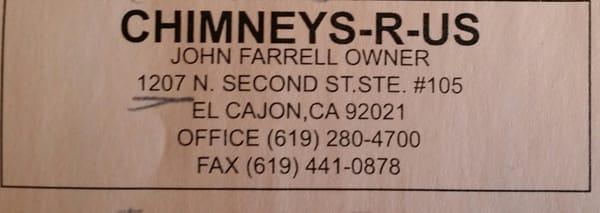 CHIMNEYS-R-US
JOHN FARRELL OWNER
1207 N. SECOND ST.STE. #105
EL CAJON,CA 92021
OFFICE (619) 280-4700
FAX (619) 441-0878